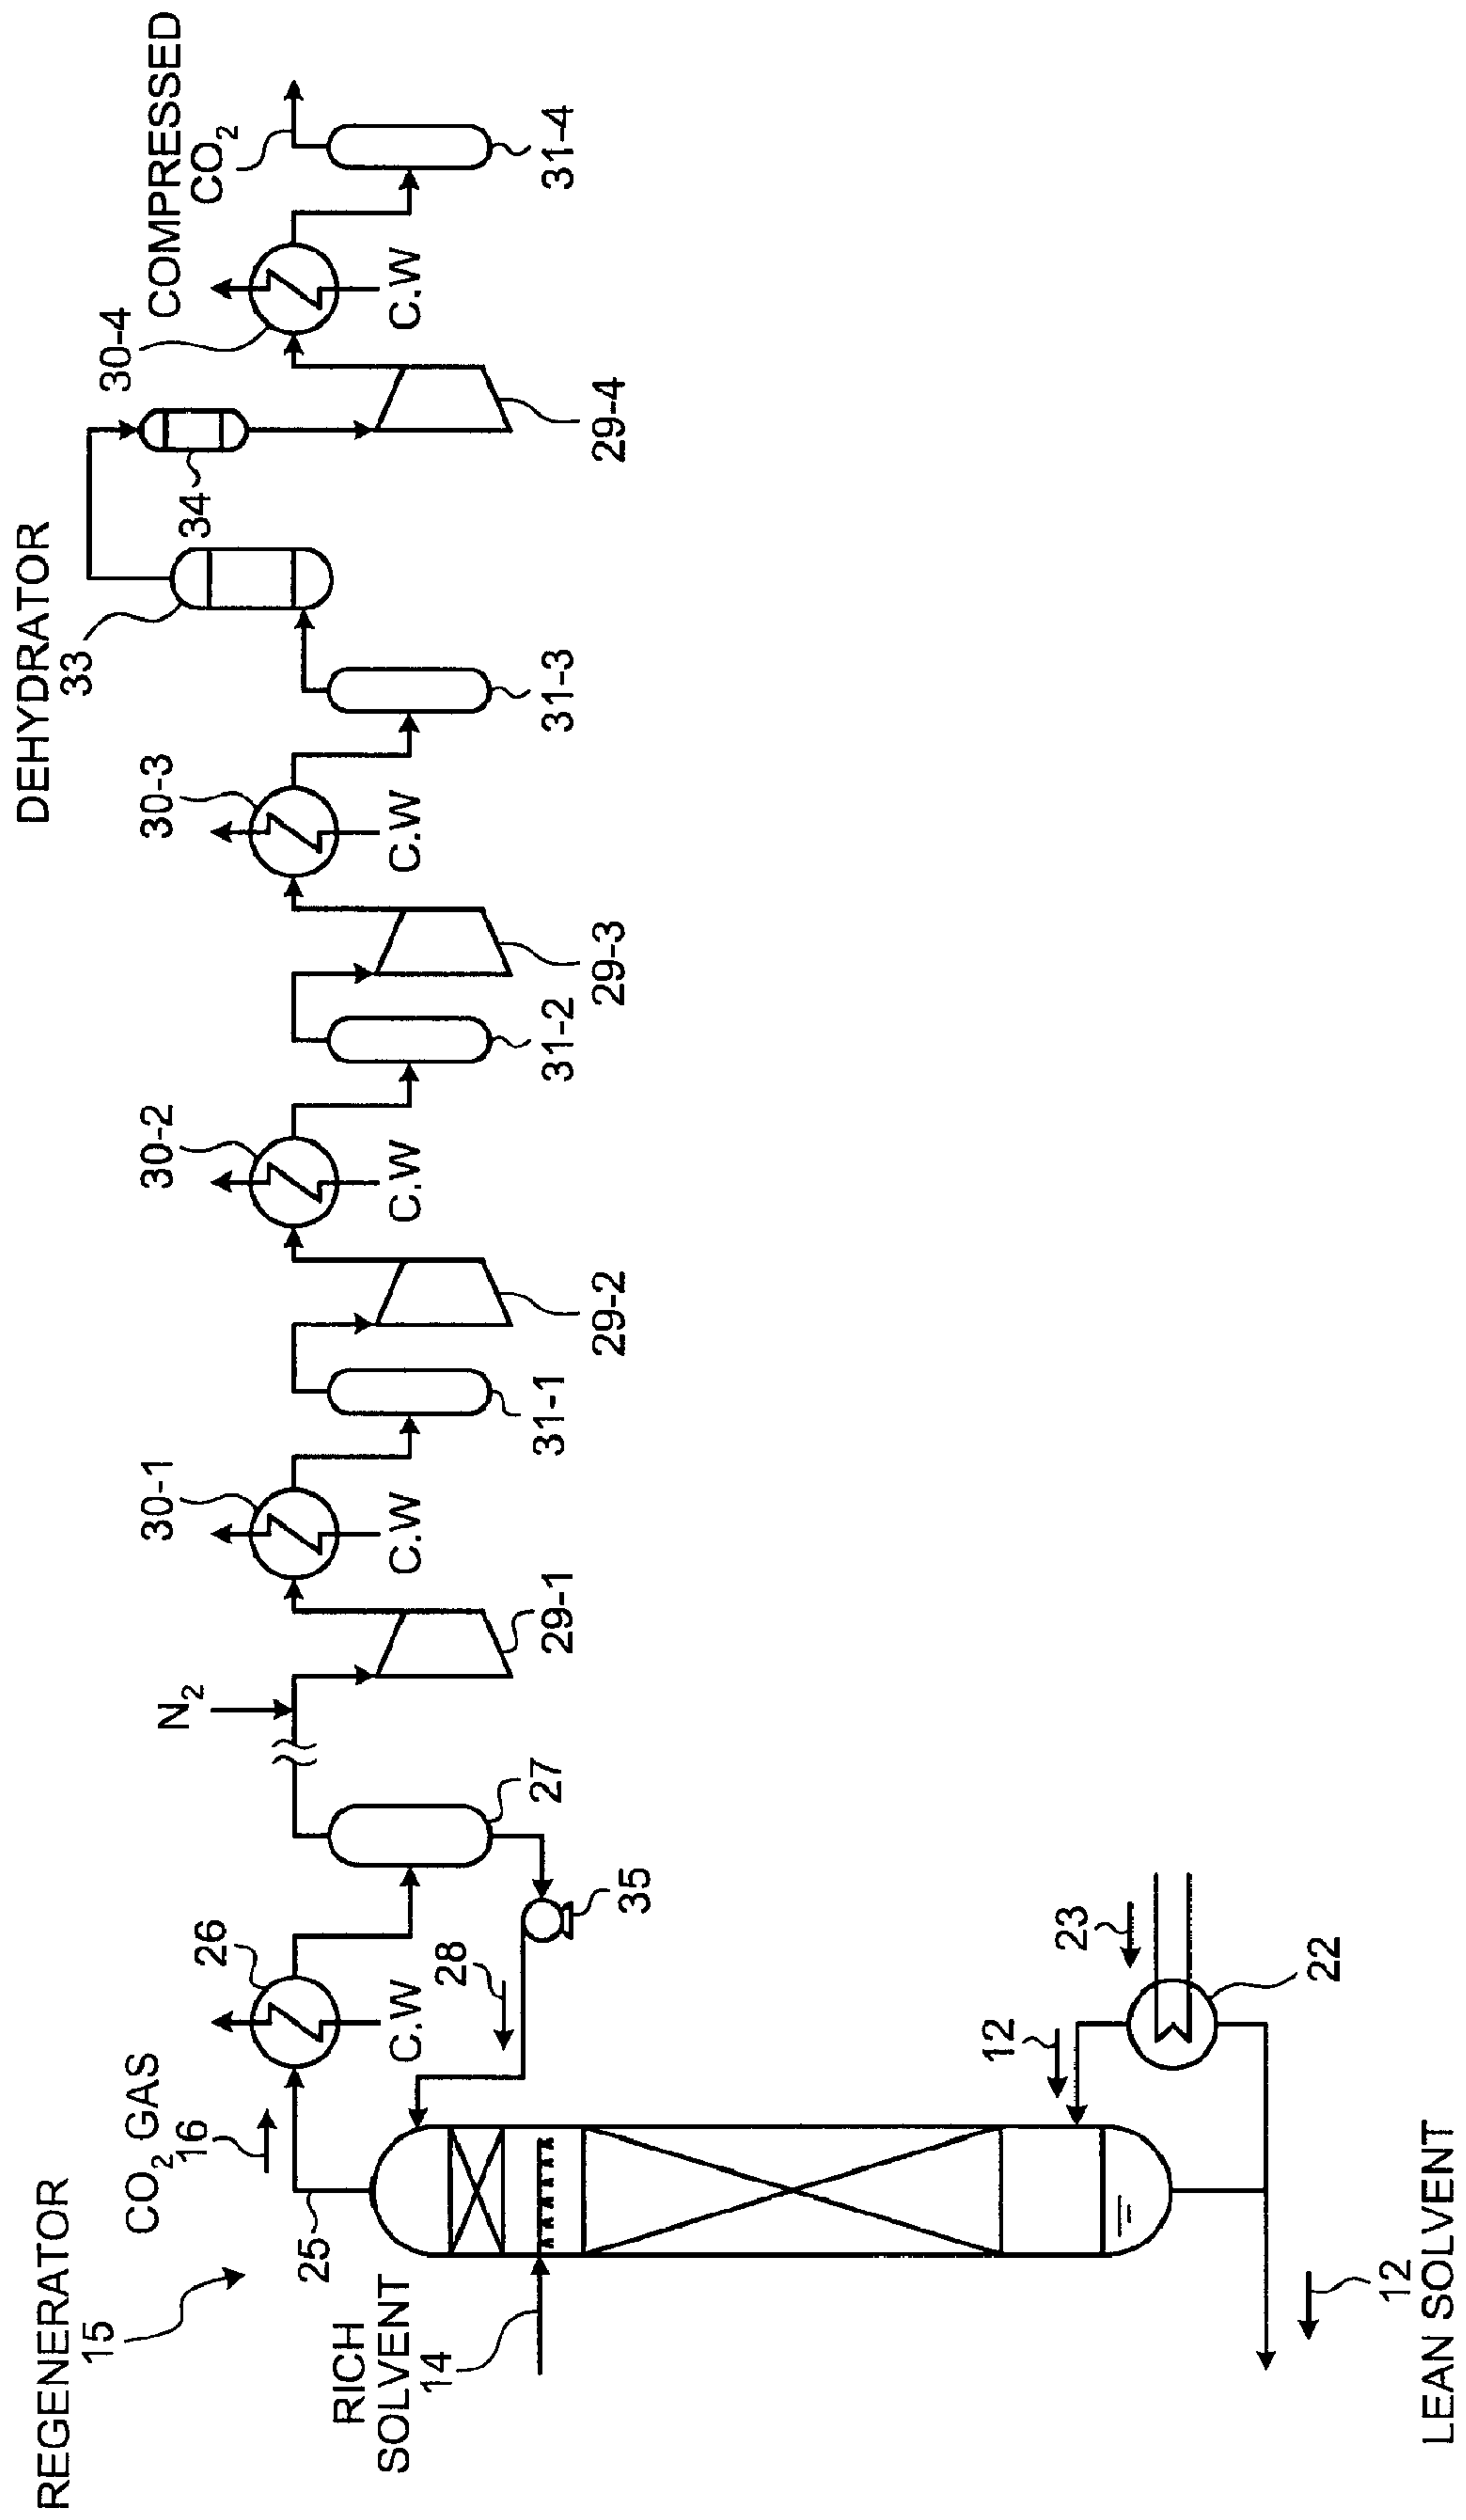 REGENERATOR
15
CO2 GAS
16
25
26
C.W
RICH
SOLVENT
14
28
27
35
12
23
22
12
LEAN SOLVENT
N2
29-1
30-1
C.W
31-1
29-2
30-2
C.W
31-2
29-3
30-3
C.W
31-3
DEHYDRATOR
33
34
29-4
30-4
C.W
31-4
COMPRESSED
CO2